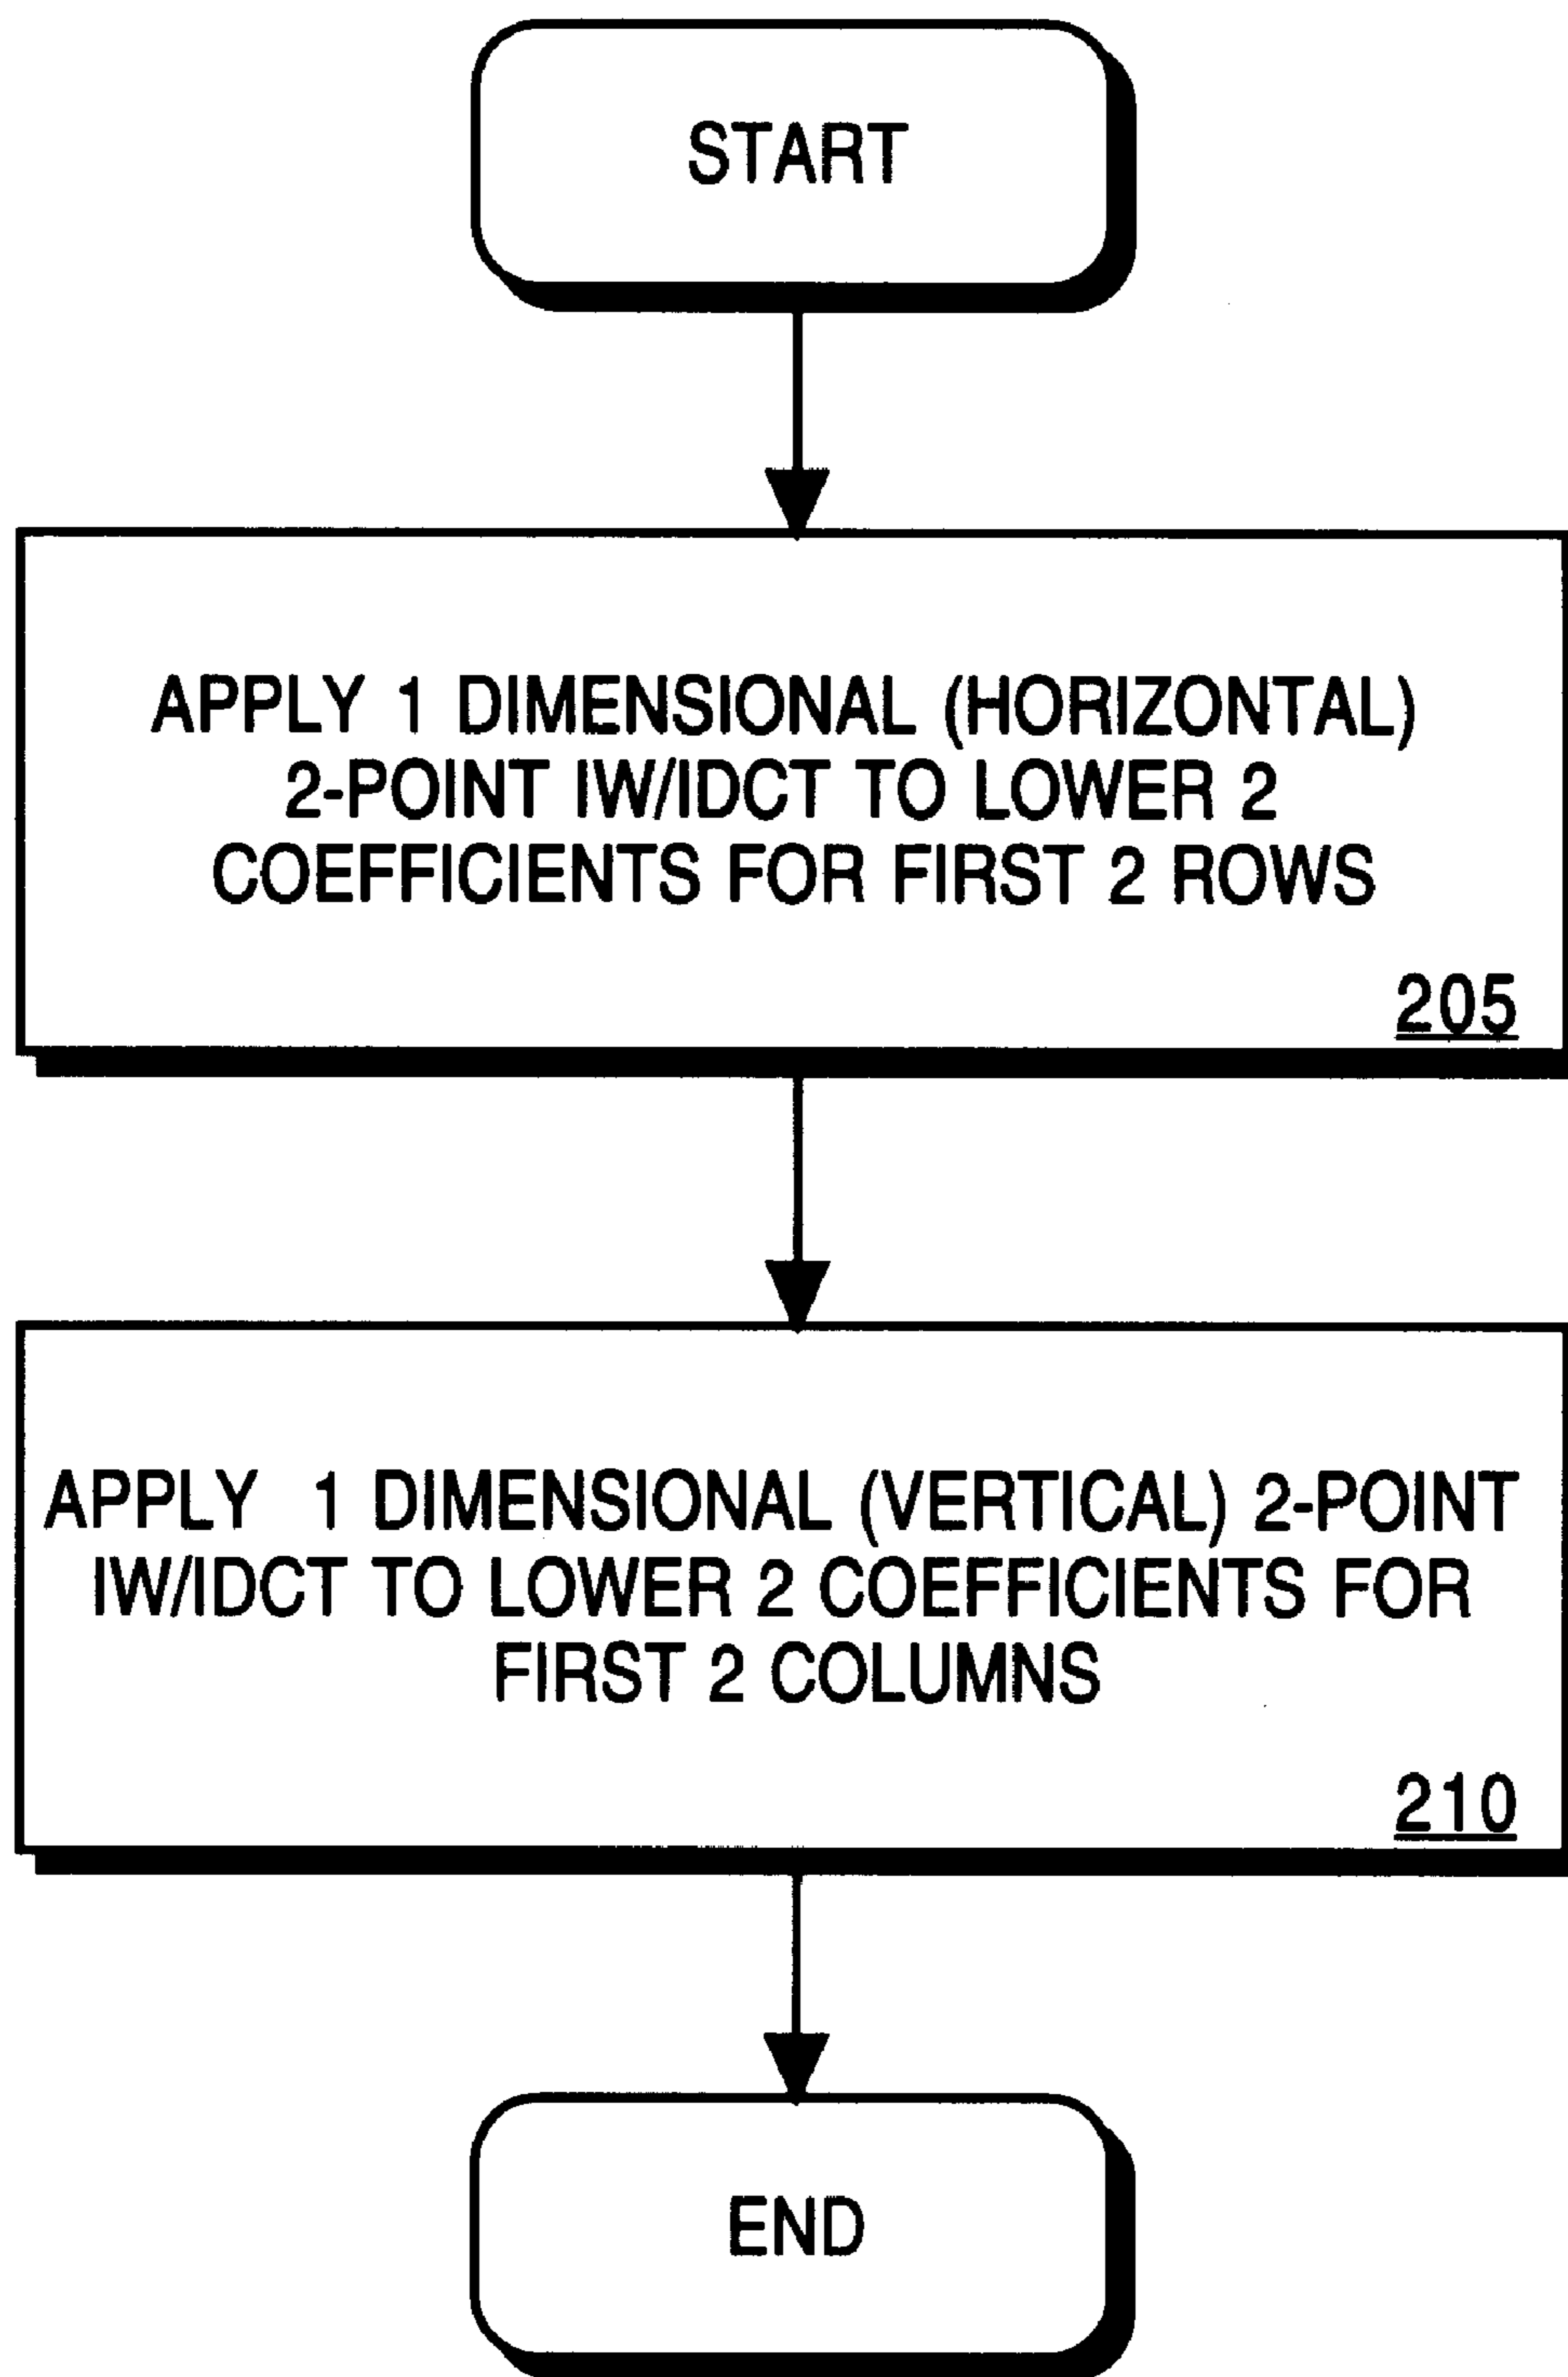 START
APPLY 1 DIMENSIONAL (HORIZONTAL)
2-POINT IW/IDCT TO LOWER 2
COEFFICIENTS FOR FIRST 2 ROWS
205
APPLY 1 DIMENSIONAL (VERTICAL) 2-POINT
IW/IDCT TO LOWER 2 COEFFICIENTS FOR
FIRST 2 COLUMNS
210
END